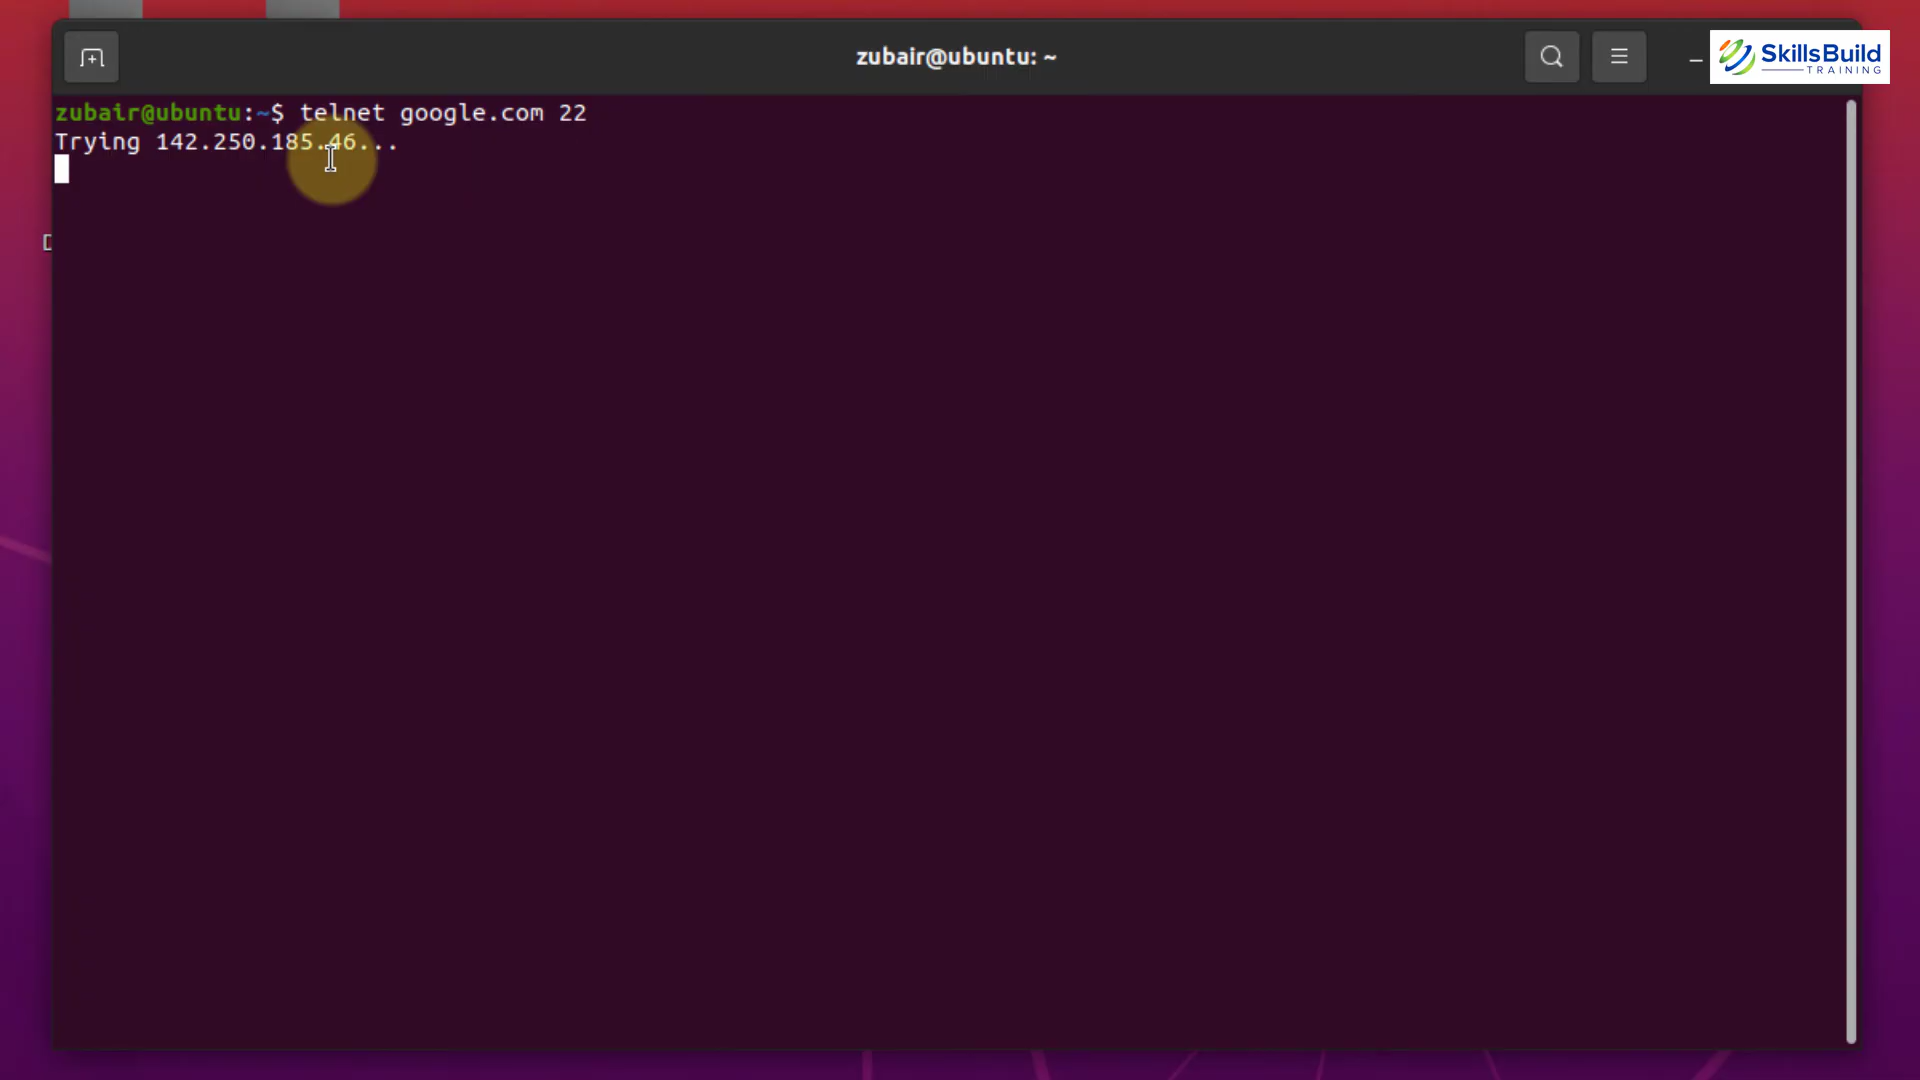 zubair@ubuntu: ~
SkillsBuild
TRAINING
zubair@ubuntu:~$ telnet google.com 22
Trying 142.250.185.46...